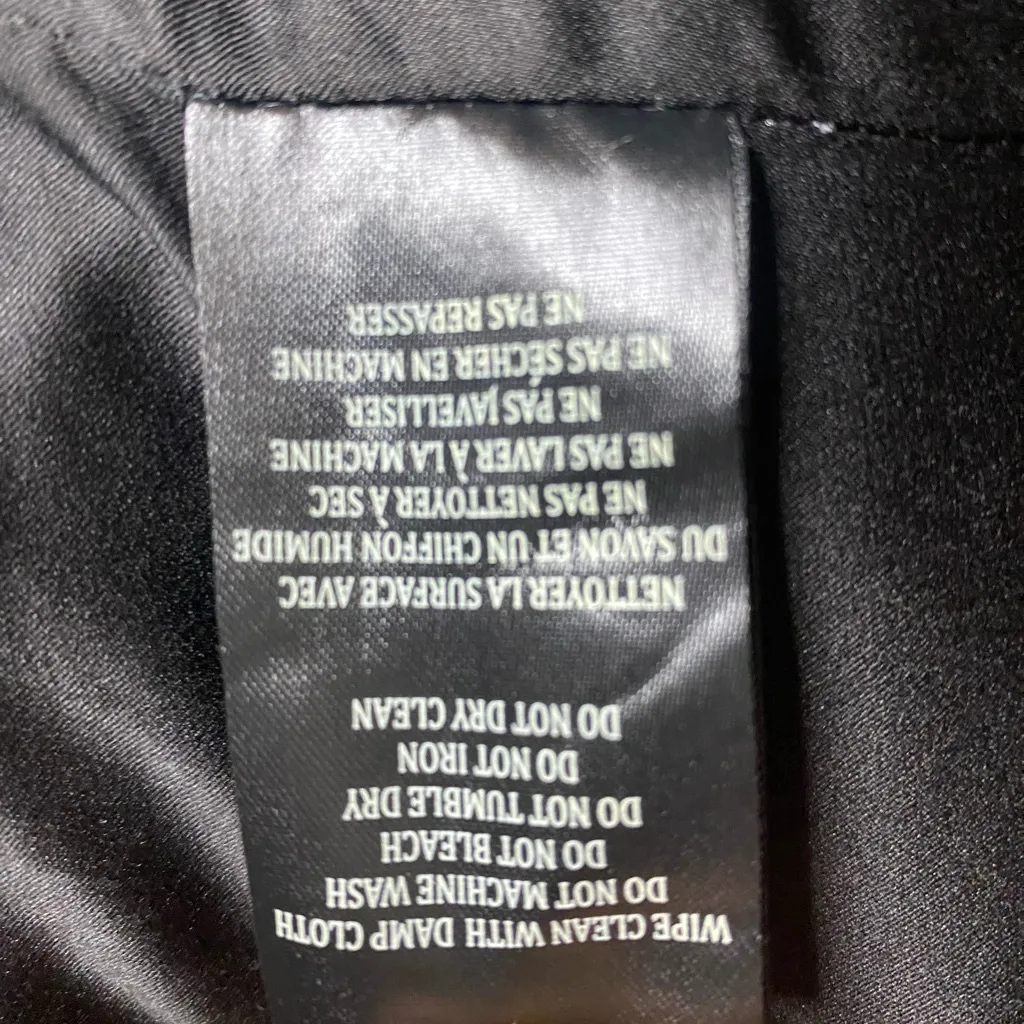 WIPE CLEAN WITH DAMP CLOTH
DO NOT MACHINE WASH
DO NOT BLEACH
DO NOT TUMBLE DRY
DO NOT IRON
DO NOT DRY CLEAN
NETTOYER LA SURFACE AVEC
DU SAVON ET UN CHIFFON HUMIDE
NE PAS NETTOYER À SEC
NE PAS LAVER À LA MACHINE
NE PAS JAVELLISER
NE PAS SÉCHER EN MACHINE
NE PAS REPASSER